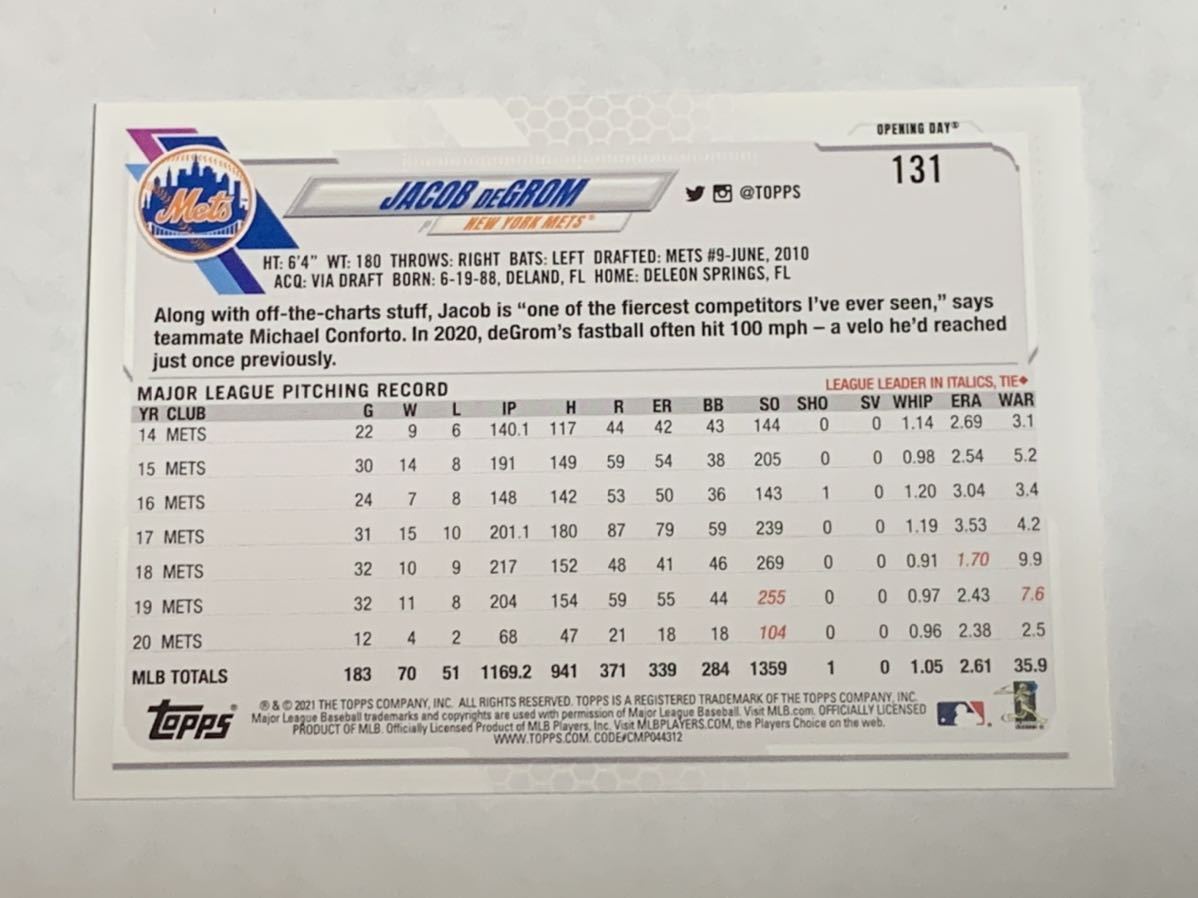 OPENING DAY®
131
Mets
JACOB deGROM
@TOPPS
NEW YORK METS®
HT: 6'4" WT: 180 THROWS: RIGHT BATS: LEFT DRAFTED: METS #9-JUNE, 2010
ACQ: VIA DRAFT BORN: 6-19-88, DELAND, FL HOME: DELEON SPRINGS, FL
Along with off-the-charts stuff, Jacob is “one of the fiercest competitors I’ve ever seen,” says
teammate Michael Conforto. In 2020, deGrom’s fastball often hit 100 mph – a velo he’d reached
just once previously.
MAJOR LEAGUE PITCHING RECORD LEAGUE LEADER IN ITALICS, TIE◆
YR CLUB G W L IP H R ER BB SO SHO SV WHIP ERA WAR
14 METS 22 9 6 140.1 117 44 42 43 144 0 0 1.14 2.69 3.1
15 METS 30 14 8 191 149 59 54 38 205 0 0 0.98 2.54 5.2
16 METS 24 7 8 148 142 53 50 36 143 1 0 1.20 3.04 3.4
17 METS 31 15 10 201.1 180 87 79 59 239 0 0 1.19 3.53 4.2
18 METS 32 10 9 217 152 48 41 46 269 0 0 0.91 1.70 9.9
19 METS 32 11 8 204 154 59 55 44 255 0 0 0.97 2.43 7.6
20 METS 12 4 2 68 47 21 18 18 104 0 0 0.96 2.38 2.5
MLB TOTALS 183 70 51 1169.2 941 371 339 284 1359 1 0 1.05 2.61 35.9
Topps®
® & © 2021 THE TOPPS COMPANY, INC. ALL RIGHTS RESERVED. TOPPS IS A REGISTERED TRADEMARK OF THE TOPPS COMPANY, INC.
Major League Baseball trademarks and copyrights are used with permission of Major League Baseball. Visit MLB.com. OFFICIALLY LICENSED
PRODUCT OF MLB. Officially Licensed Product of MLB Players, Inc. Visit MLBPLAYERS.COM, the Players Choice on the web.
WWW.TOPPS.COM. CODE#CMP044312